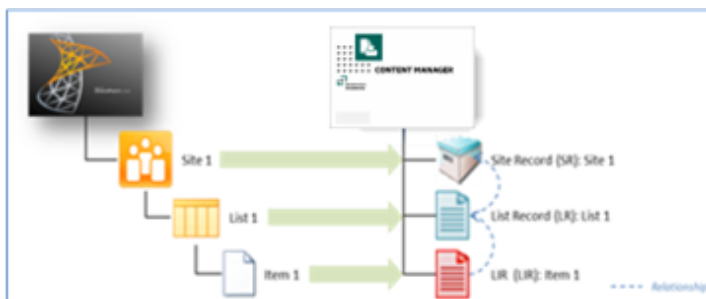 CONTENT MANAGER
Site 1
Site Record (SR): Site 1
List 1
List Record (LR): List 1
Item 1
LIR (LIR): Item 1
Relationship